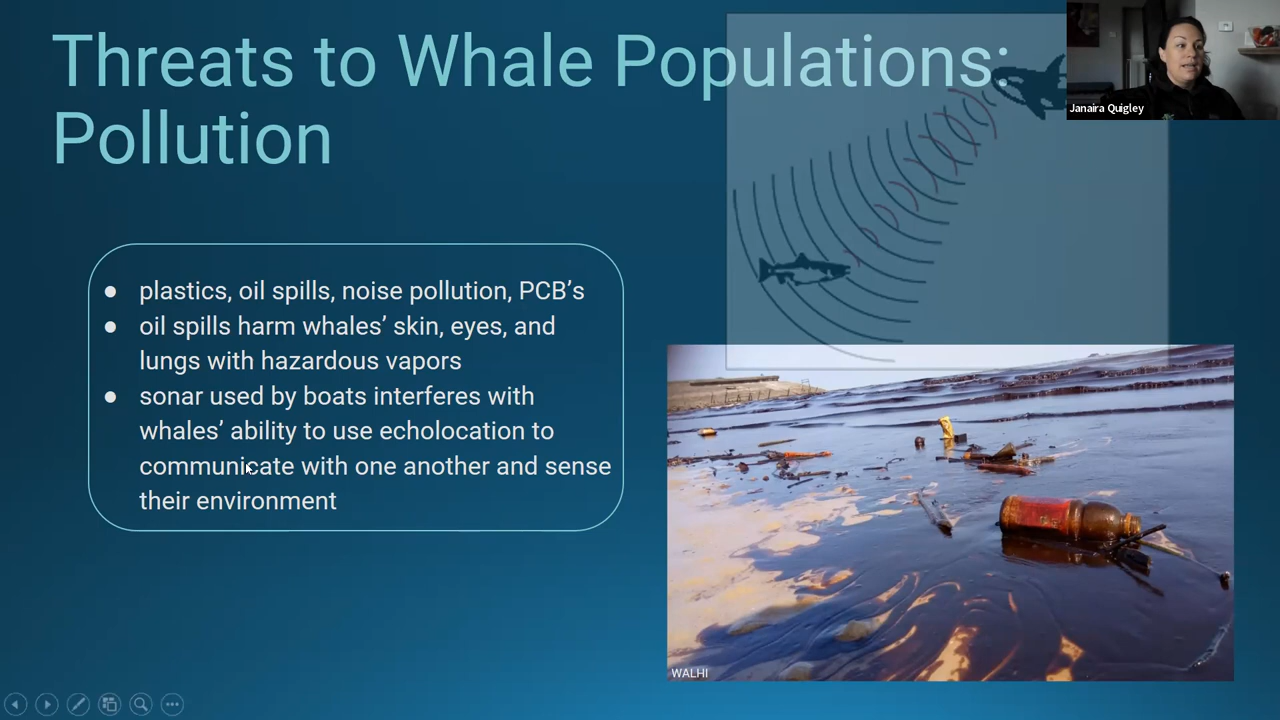 Threats to Whale Populations:
Pollution
Janaira Quigley
● plastics, oil spills, noise pollution, PCB’s
● oil spills harm whales’ skin, eyes, and
lungs with hazardous vapors
● sonar used by boats interferes with
whales’ ability to use echolocation to
communicate with one another and sense
their environment
WALHI